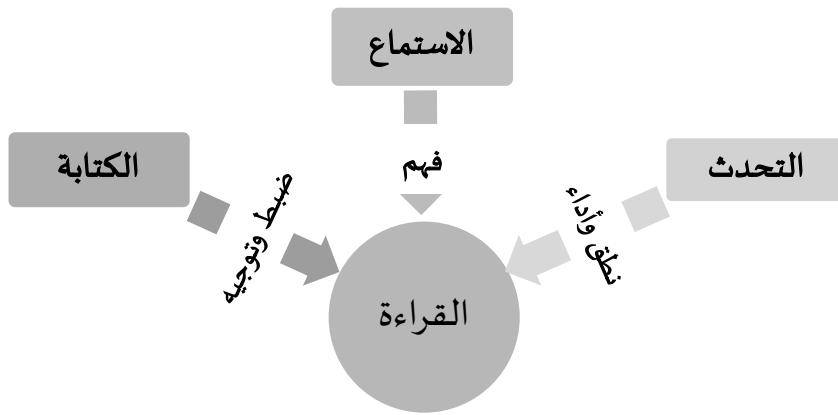 الاستماع
التحدث
الكتابة
فهم
نطق وأداء
ضبط وتوجيه
القراءة